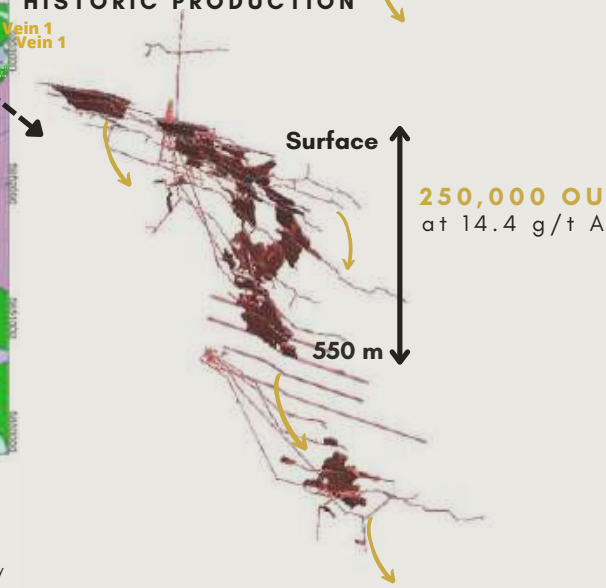 HISTORIC PRODUCTION
Vein 1
Vein 1
Surface
250,000 OU
at 14.4 g/t A
550 m